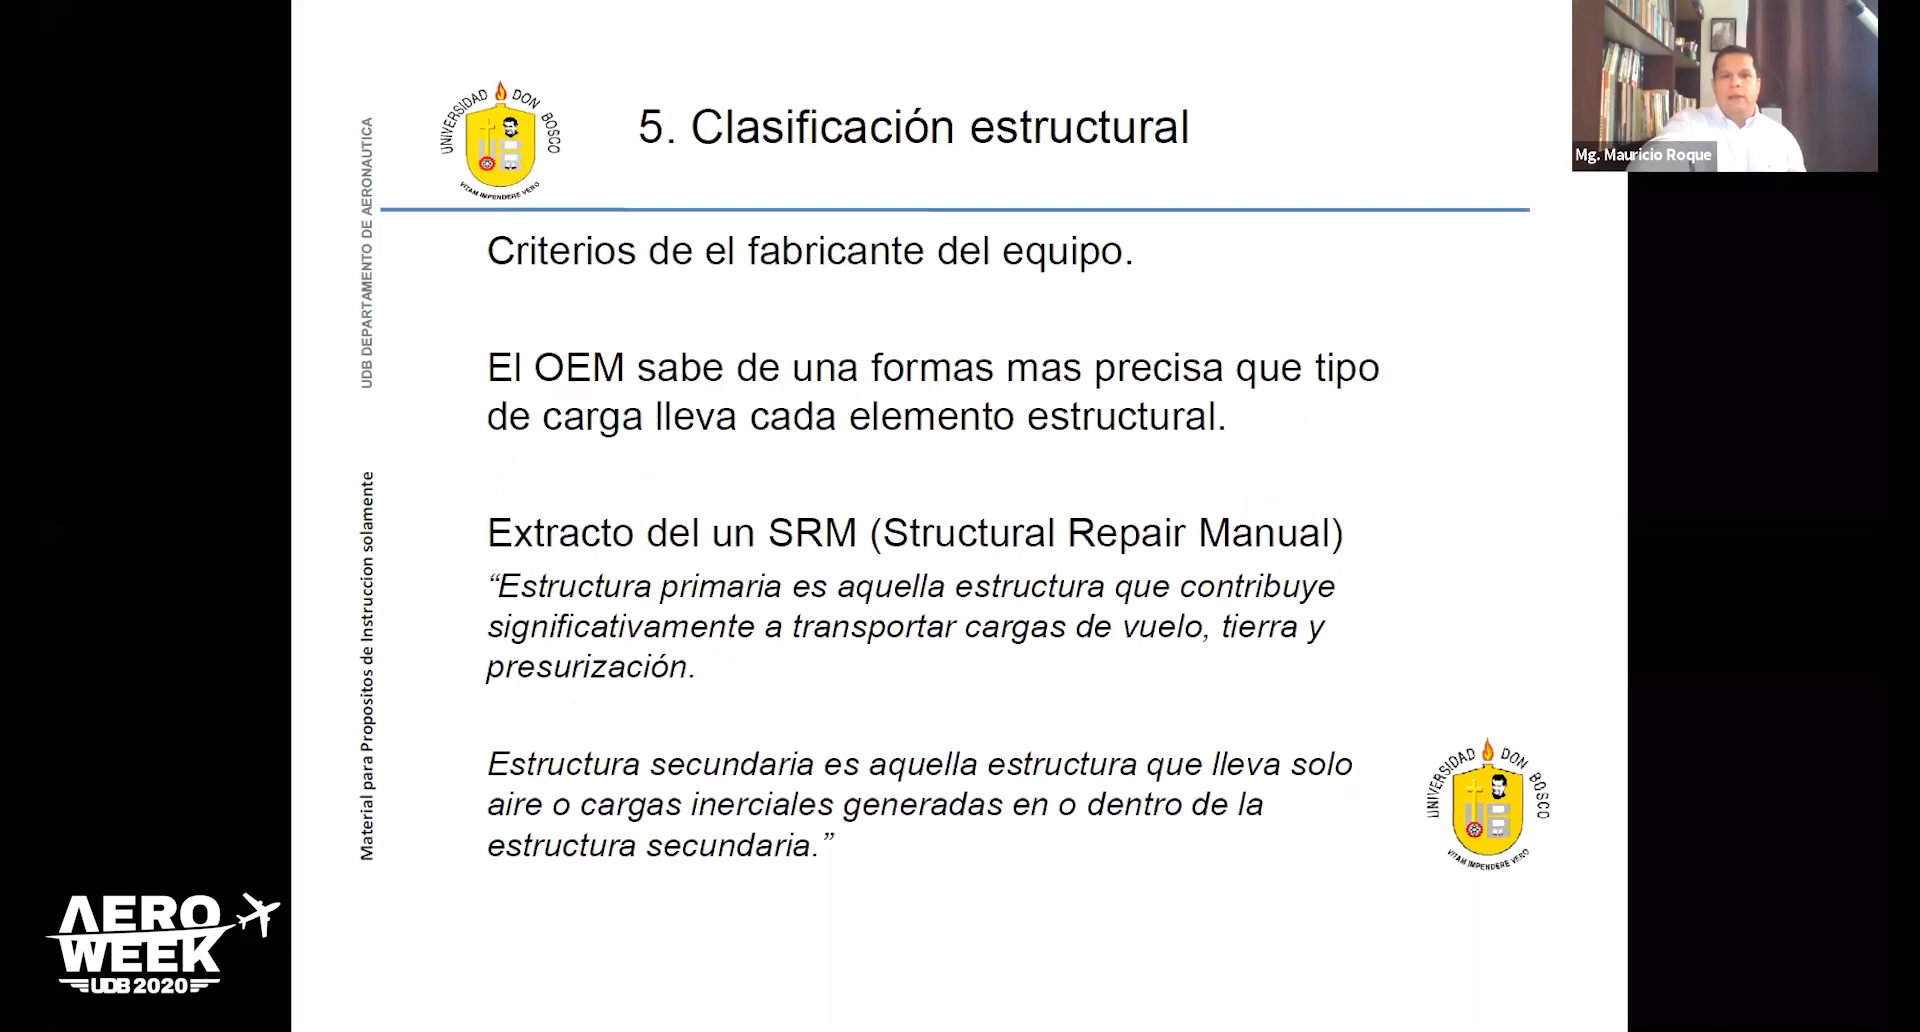 UNIVERSIDAD DON BOSCO
VITAM IMPENDERE VERO
5. Clasificación estructural
Mg. Mauricio Roque
UDB DEPARTAMENTO DE AERONAUTICA
Criterios de el fabricante del equipo.
El OEM sabe de una formas mas precisa que tipo
de carga lleva cada elemento estructural.
Material para Propositos de Instruccion solamente
Extracto del un SRM (Structural Repair Manual)
“Estructura primaria es aquella estructura que contribuye
significativamente a transportar cargas de vuelo, tierra y
presurización.
Estructura secundaria es aquella estructura que lleva solo
aire o cargas inerciales generadas en o dentro de la
estructura secundaria.”
UNIVERSIDAD DON BOSCO
VITAM IMPENDERE VERO
AERO
WEEK
UDB 2020